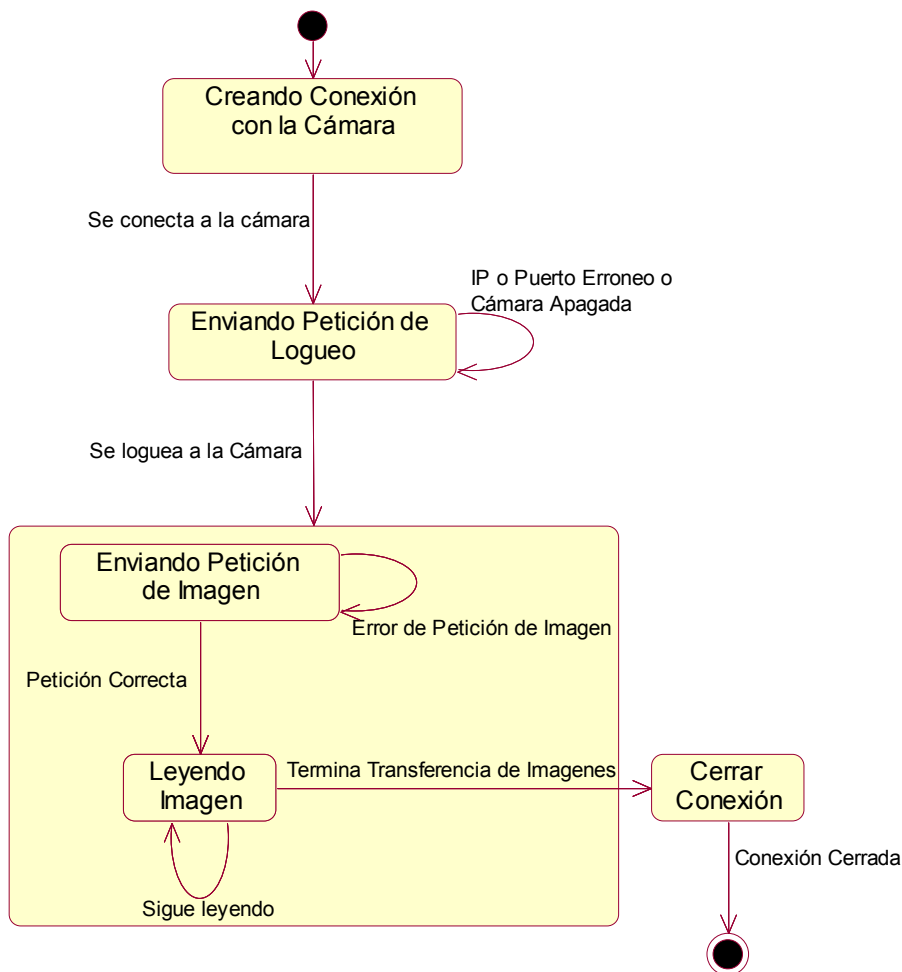 Creando Conexión
con la Cámara
Se conecta a la cámara
IP o Puerto Erroneo o
Cámara Apagada
Enviando Petición de
Logueo
Se loguea a la Cámara
Enviando Petición
de Imagen
Error de Petición de Imagen
Petición Correcta
Leyendo
Imagen
Termina Transferencia de Imagenes
Cerrar
Conexión
Sigue leyendo
Conexión Cerrada